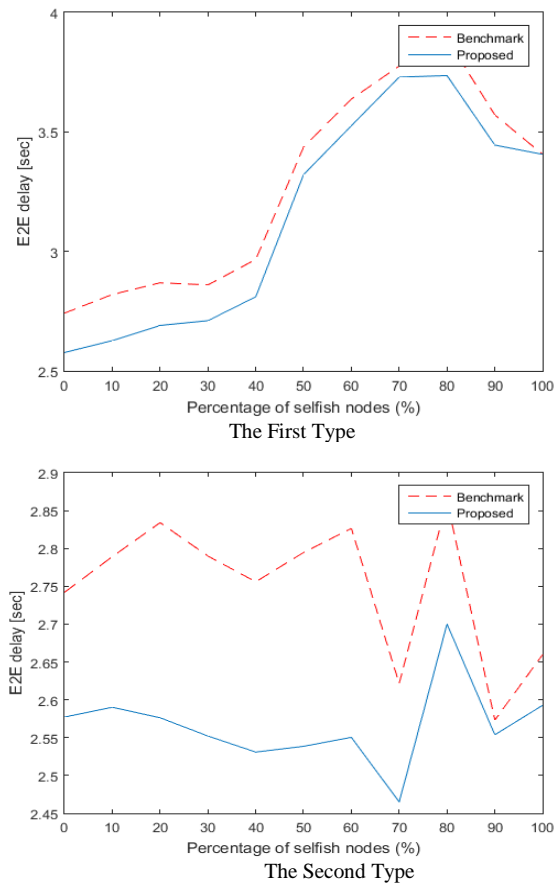 4
3.5
3
2.5
E2E delay [sec]
Benchmark
Proposed
0 10 20 30 40 50 60 70 80 90 100
Percentage of selfish nodes (%)
The First Type
2.9
2.85
2.8
2.75
2.7
2.65
2.6
2.55
2.5
2.45
E2E delay [sec]
Benchmark
Proposed
0 10 20 30 40 50 60 70 80 90 100
Percentage of selfish nodes (%)
The Second Type